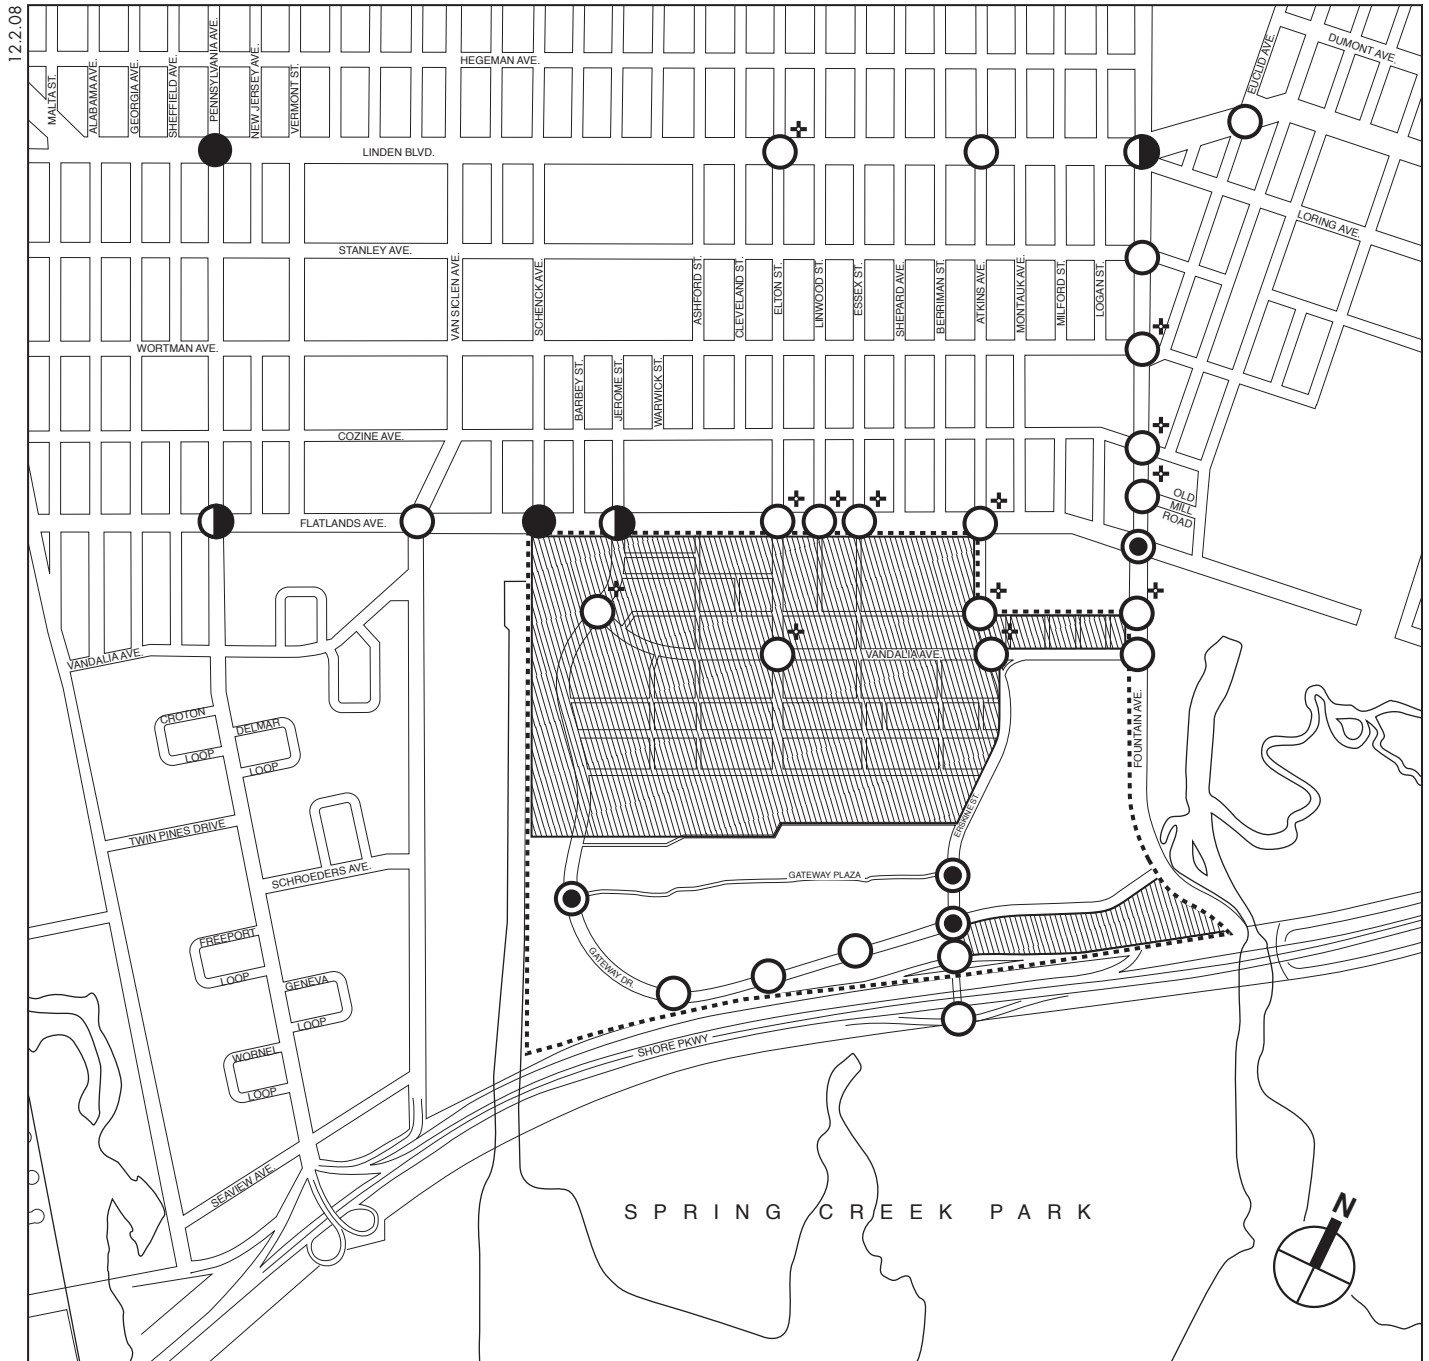 12.2.08
HEGEMAN AVE.
DUMONT AVE.
EUCLID AVE.
MALTA ST.
ALABAMA AVE.
GEORGIA AVE.
SHEFFIELD AVE.
PENNSYLVANIA AVE.
NEW JERSEY AVE.
VERMONT ST.
LINDEN BLVD.
LORING AVE.
STANLEY AVE.
VAN SICLEN AVE.
SCHENCK AVE.
ASHFORD ST.
CLEVELAND ST.
ELTON ST.
LINWOOD ST.
ESSEX ST.
SHEPARD AVE.
BERRIMAN ST.
ATKINS AVE.
MONTAUK AVE.
MILFORD ST.
LOGAN ST.
WORTMAN AVE.
BARBEY ST.
JEROME ST.
WARWICK ST.
COZINE AVE.
OLD
MILL
ROAD
FLATLANDS AVE.
VANDALIA AVE.
VANDALIA AVE.
FOUNTAIN AVE.
CROTON
LOOP
DELMAR
LOOP
TWIN PINES DRIVE
ERSKINE ST.
SCHROEDERS AVE.
GATEWAY PLAZA
FREEPORT
LOOP
GATEWAY DR.
GENEVA
LOOP
SHORE PKWY
WORNEL
LOOP
SEAVIEW AVE.
SPRING CREEK PARK
N